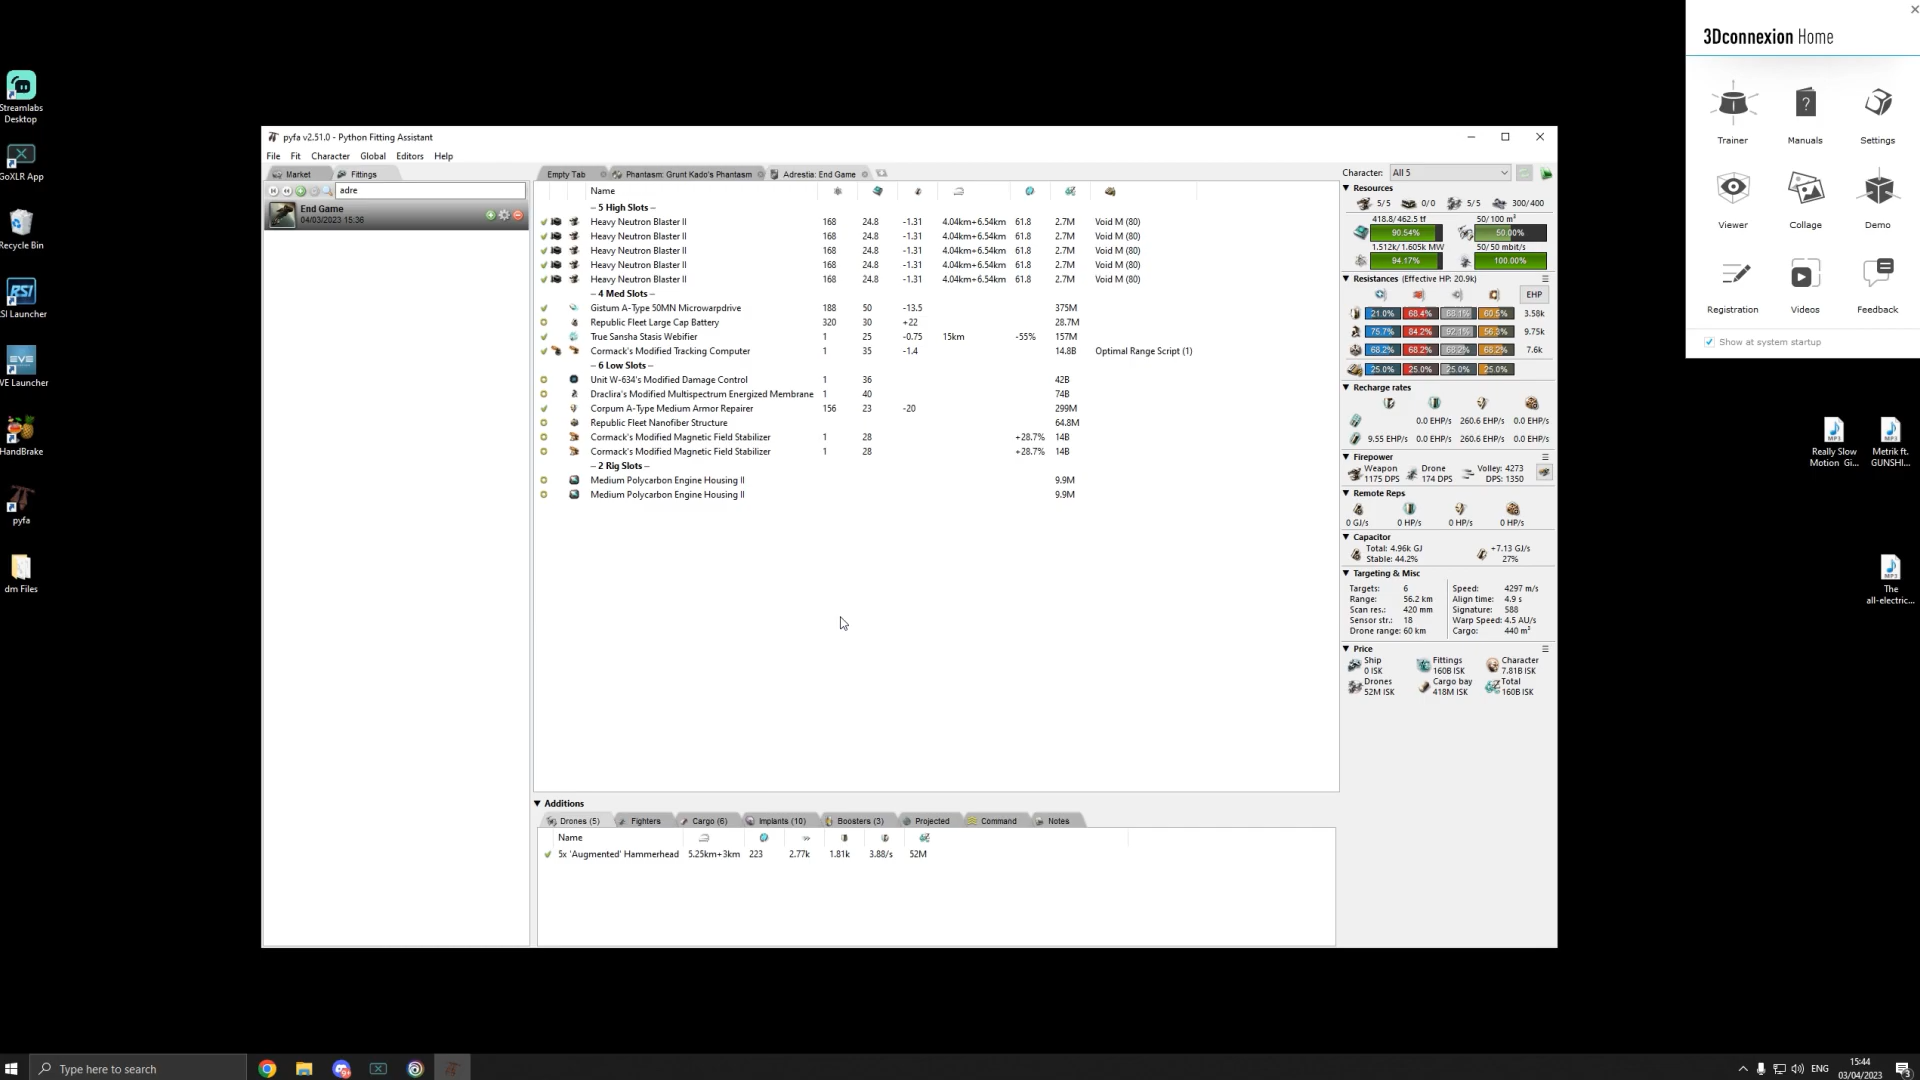 3Dconnexion Home
Trainer
Manuals
Settings
Viewer
Collage
Demo
Registration
Videos
Feedback
Show at system startup
Streamlabs
Desktop
GoXLR App
Recycle Bin
RSI
SI Launcher
EVE
VE Launcher
HandBrake
pyfa
dm Files
MP3
Really Slow
Motion Gi...
MP3
Metrik ft.
GUNSHI...
MP3
The
all-electric...
pyfa v2.51.0 - Python Fitting Assistant
File Fit Character Global Editors Help
Market Fittings
adre
End Game
04/03/2023 15:36
Empty Tab Phantasm: Grunt Kado's Phantasm Adrestia: End Game
Name
– 5 High Slots –
Heavy Neutron Blaster II 168 24.8 -1.31 4.04km+6.54km 61.8 2.7M Void M (80)
Heavy Neutron Blaster II 168 24.8 -1.31 4.04km+6.54km 61.8 2.7M Void M (80)
Heavy Neutron Blaster II 168 24.8 -1.31 4.04km+6.54km 61.8 2.7M Void M (80)
Heavy Neutron Blaster II 168 24.8 -1.31 4.04km+6.54km 61.8 2.7M Void M (80)
Heavy Neutron Blaster II 168 24.8 -1.31 4.04km+6.54km 61.8 2.7M Void M (80)
– 4 Med Slots –
Gistum A-Type 50MN Microwarpdrive 188 50 -13.5 375M
Republic Fleet Large Cap Battery 320 30 +22 28.7M
True Sansha Stasis Webifier 1 25 -0.75 15km -55% 157M
Cormack's Modified Tracking Computer 1 35 -1.4 14.8B Optimal Range Script (1)
– 6 Low Slots –
Unit W-634's Modified Damage Control 1 36 42B
Draclira's Modified Multispectrum Energized Membrane 1 40 74B
Corpum A-Type Medium Armor Repairer 156 23 -20 299M
Republic Fleet Nanofiber Structure 64.8M
Cormack's Modified Magnetic Field Stabilizer 1 28 +28.7% 14B
Cormack's Modified Magnetic Field Stabilizer 1 28 +28.7% 14B
– 2 Rig Slots –
Medium Polycarbon Engine Housing II 9.9M
Medium Polycarbon Engine Housing II 9.9M
Additions
Drones (5) Fighters Cargo (6) Implants (10) Boosters (3) Projected Command Notes
Name
5x 'Augmented' Hammerhead 5.25km+3km 223 2.77k 1.81k 3.88/s 52M
Character: All 5
Resources
5/5 0/0 5/5 300/400
418.8/462.5 tf 50/100 m³
90.54% 50.00%
1.512k/1.605k MW 50/50 mbit/s
94.17% 100.00%
Resistances (Effective HP: 20.9k)
EHP
21.0% 68.4% 88.1% 60.5% 3.58k
75.7% 84.2% 92.1% 56.3% 9.75k
68.2% 68.2% 68.2% 68.2% 7.6k
25.0% 25.0% 25.0% 25.0%
Recharge rates
0.0 EHP/s 260.6 EHP/s 0.0 EHP/s
9.55 EHP/s 0.0 EHP/s 260.6 EHP/s 0.0 EHP/s
Firepower
Weapon Drone Volley: 4273
1175 DPS 174 DPS DPS: 1350
Remote Reps
0 GJ/s 0 HP/s 0 HP/s 0 HP/s
Capacitor
Total: 4.96k GJ +7.13 GJ/s
Stable: 44.2% 27%
Targeting & Misc
Targets: 6 Speed: 4297 m/s
Range: 56.2 km Align time: 4.9 s
Scan res.: 420 mm Signature: 588
Sensor str.: 18 Warp Speed: 4.5 AU/s
Drone range: 60 km Cargo: 440 m³
Price
Ship Fittings Character
0 ISK 160B ISK 7.81B ISK
Drones Cargo bay Total
52M ISK 418M ISK 160B ISK
Type here to search
ENG
15:44
03/04/2023
3